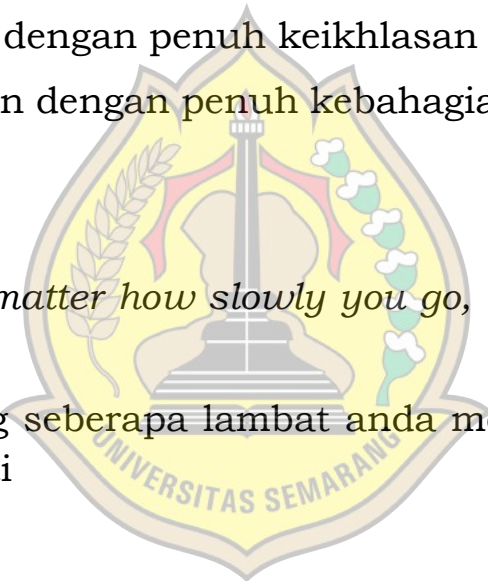 dengan penuh keikhlasan
n dengan penuh kebahagia
matter how slowly you go,
g seberapa lambat anda me
i
UNIVERSITAS SEMARANG